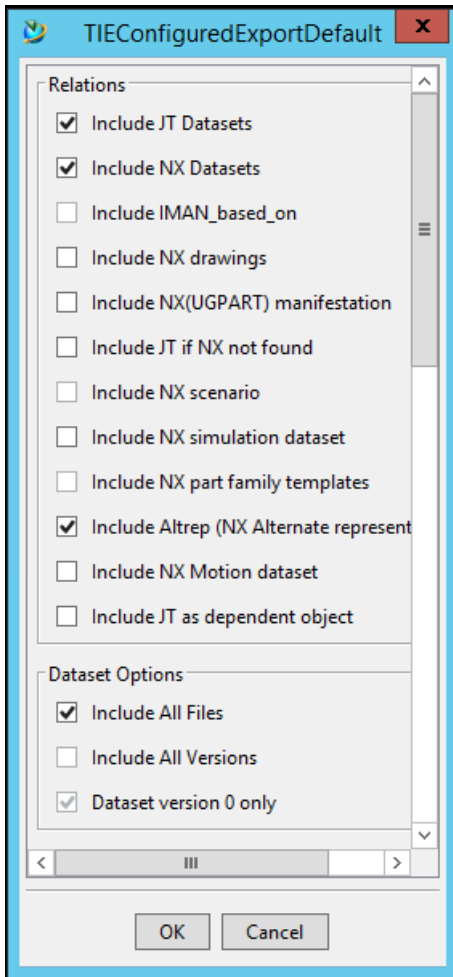 TIEConfiguredExportDefault
Relations
Include JT Datasets
Include NX Datasets
Include IMAN_based_on
Include NX drawings
Include NX(UGPART) manifestation
Include JT if NX not found
Include NX scenario
Include NX simulation dataset
Include NX part family templates
Include Altrep (NX Alternate represent
Include NX Motion dataset
Include JT as dependent object
Dataset Options
Include All Files
Include All Versions
Dataset version 0 only
OK Cancel